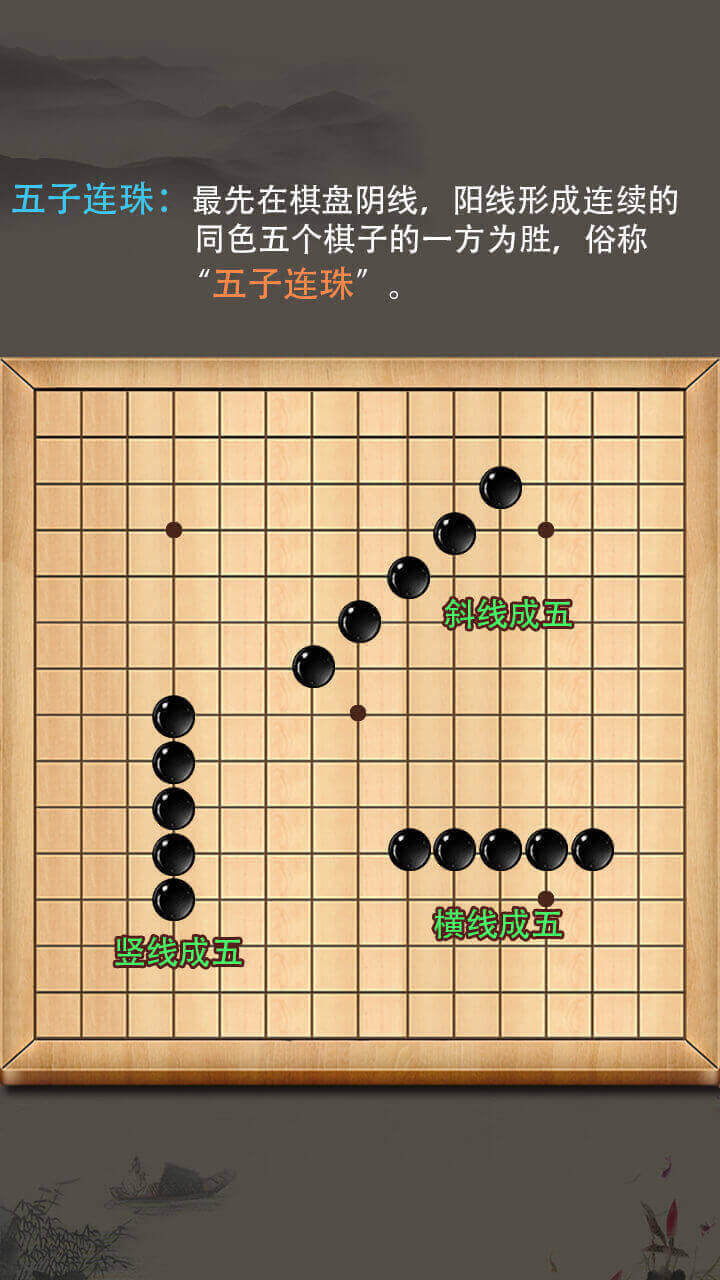 五子连珠：最先在棋盘阴线，阳线形成连续的
同色五个棋子的一方为胜，俗称
“五子连珠”。
斜线成五
横线成五
竖线成五